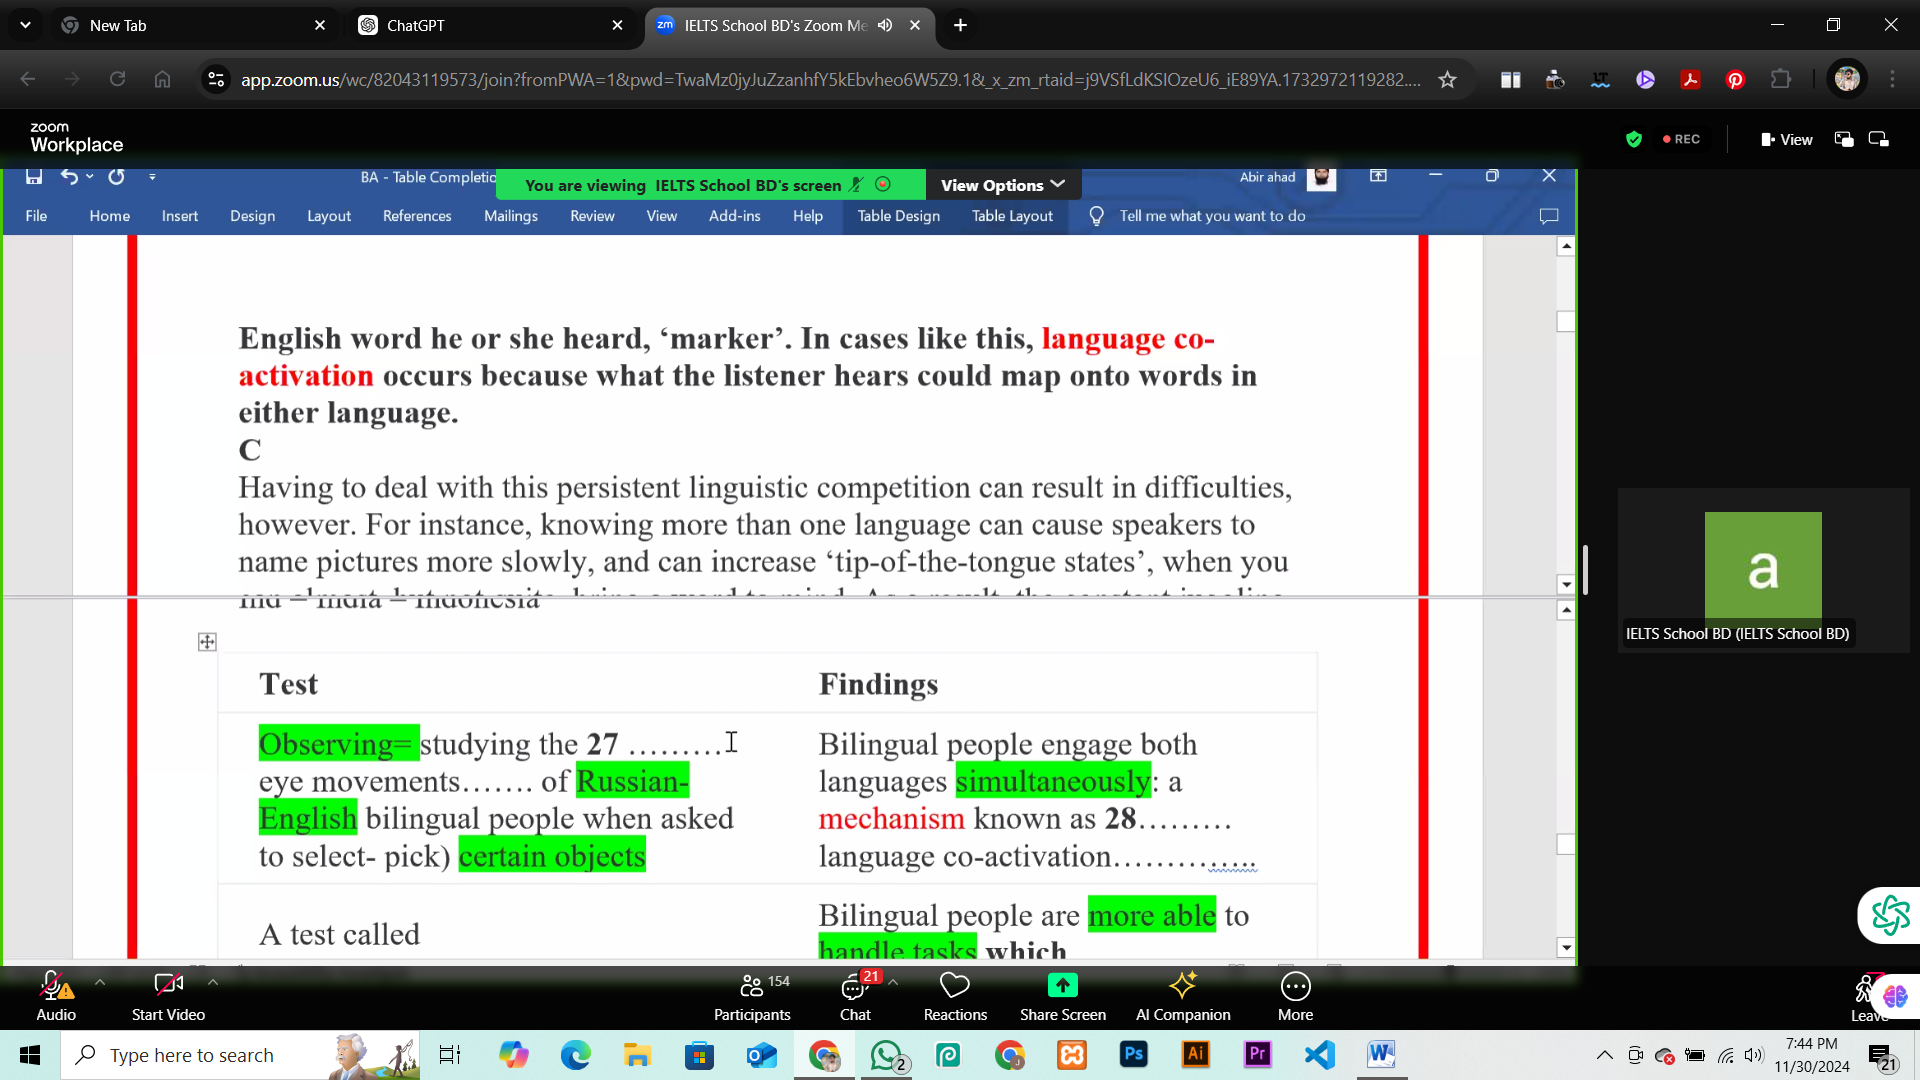 New Tab
ChatGPT
IELTS School BD's Zoom Me
app.zoom.us/wc/82043119573/join?fromPWA=1&pwd=TwaMz0jyJuZzanhfY5kEbvheo6W5Z9.1&_x_zm_rtaid=j9VSfLdKSIOzeU6_iE89YA.1732972119282....
zoom
Workplace
REC
View
BA - Table Completio
You are viewing IELTS School BD's screen
View Options
Abir ahad
File Home Insert Design Layout References Mailings Review View Add-ins Help Table Design Table Layout Tell me what you want to do
English word he or she heard, ‘marker’. In cases like this, language co-
activation occurs because what the listener hears could map onto words in
either language.
C
Having to deal with this persistent linguistic competition can result in difficulties,
however. For instance, knowing more than one language can cause speakers to
name pictures more slowly, and can increase ‘tip-of-the-tongue states’, when you
Test
Findings
Observing= studying the 27 ………
eye movements……. of Russian-
English bilingual people when asked
to select- pick) certain objects
Bilingual people engage both
languages simultaneously: a
mechanism known as 28………
language co-activation…………..
A test called
Bilingual people are more able to
handle tasks which
a
IELTS School BD (IELTS School BD)
Audio
Start Video
154
Participants
21
Chat
Reactions
Share Screen
AI Companion
More
Leave
Type here to search
2
Ps
Ai
Pr
7:44 PM
11/30/2024
21